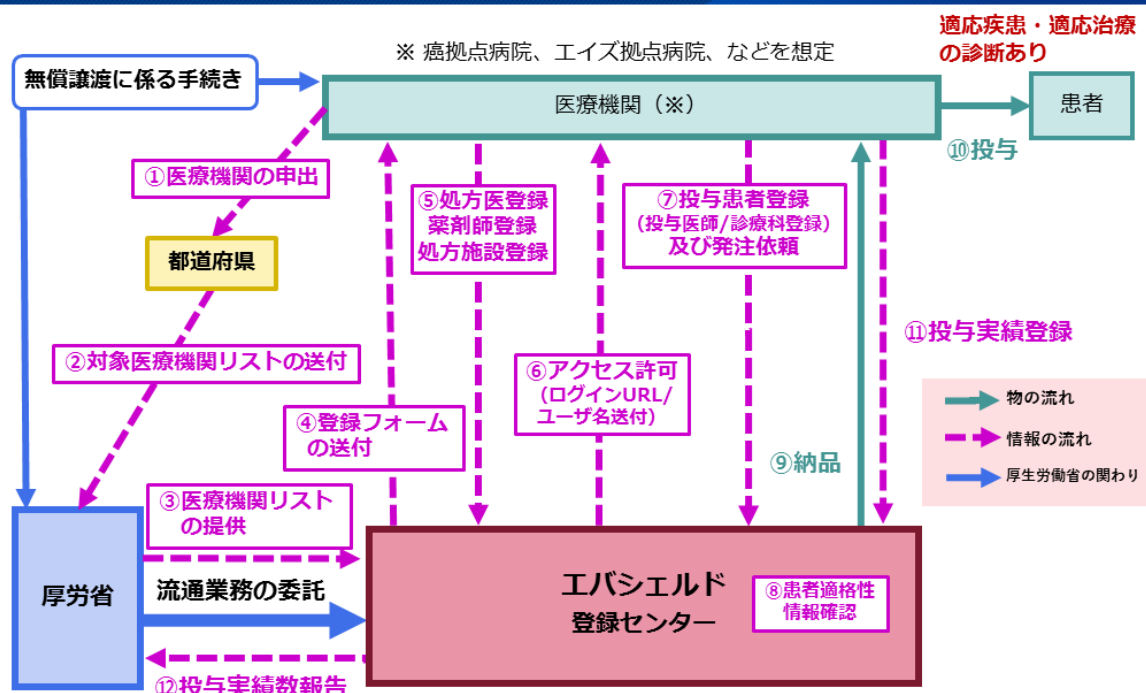 適応疾患・適応治療
の診断あり
※ 癌拠点病院、エイズ拠点病院、などを想定
無償譲渡に係る手続き
医療機関（※）
患者
⑩投与
①医療機関の申出
⑤処方医登録
薬剤師登録
処方施設登録
⑦投与患者登録
(投与医師/診療科登録)
及び発注依頼
都道府県
⑪投与実績登録
②対象医療機関リストの送付
⑥アクセス許可
(ログインURL/
ユーザ名送付)
④登録フォーム
の送付
⑨納品
物の流れ
情報の流れ
厚生労働省の関わり
③医療機関リスト
の提供
厚労省
流通業務の委託
エバシェルド
登録センター
⑧患者適格性
情報確認
⑫投与実績数報告